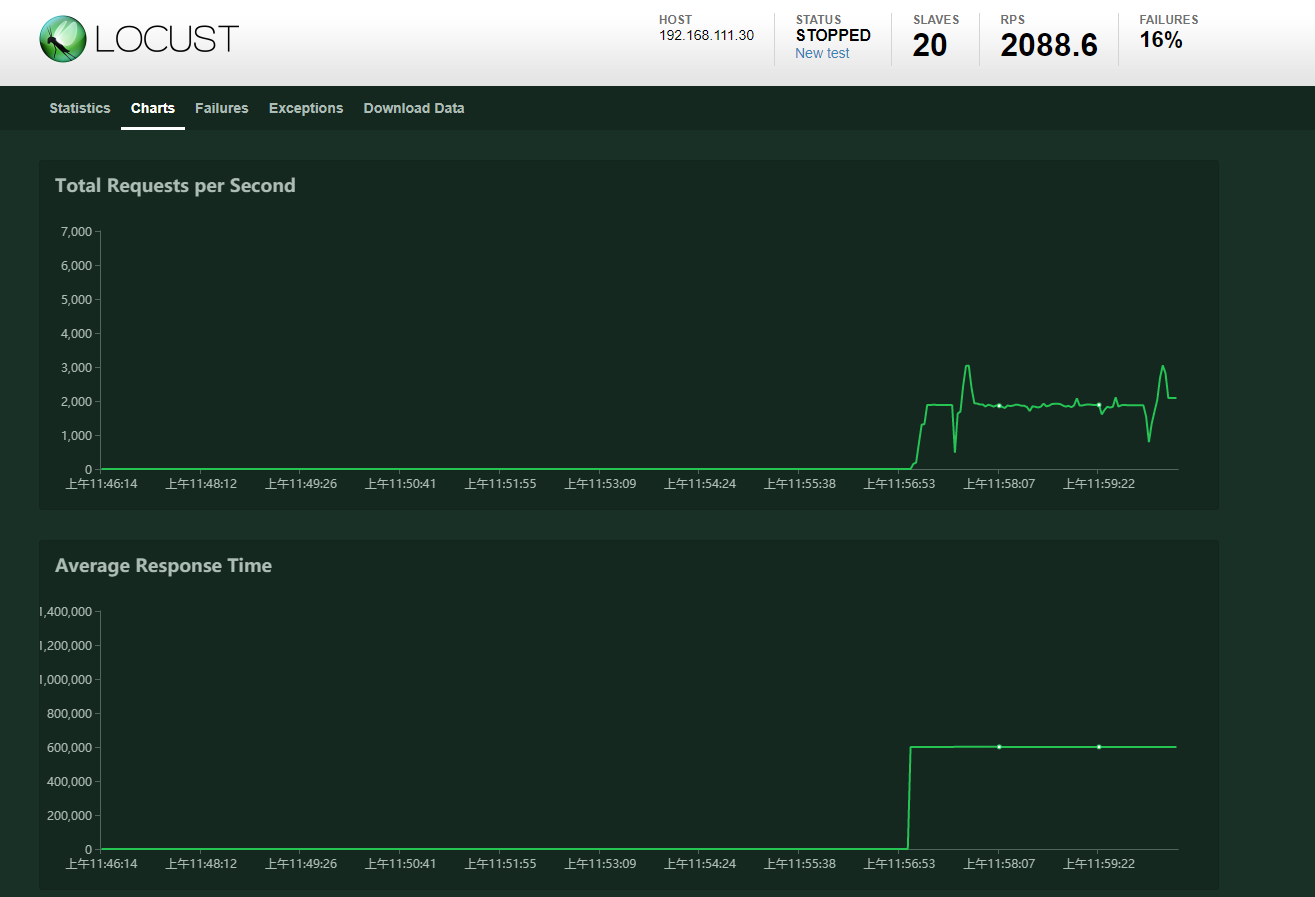 LOCUST
HOST
192.168.111.30
STATUS
STOPPED
New test
SLAVES
20
RPS
2088.6
FAILURES
16%
Statistics Charts Failures Exceptions Download Data
Total Requests per Second
7,000
6,000
5,000
4,000
3,000
2,000
1,000
0
上午11:46:14 上午11:48:12 上午11:49:26 上午11:50:41 上午11:51:55 上午11:53:09 上午11:54:24 上午11:55:38 上午11:56:53 上午11:58:07 上午11:59:22
Average Response Time
1,400,000
1,200,000
1,000,000
800,000
600,000
400,000
200,000
0
上午11:46:14 上午11:48:12 上午11:49:26 上午11:50:41 上午11:51:55 上午11:53:09 上午11:54:24 上午11:55:38 上午11:56:53 上午11:58:07 上午11:59:22